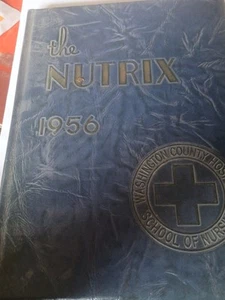 the
NUTRIX
1956
WASHINGTON COUNTY
SCHOOL OF